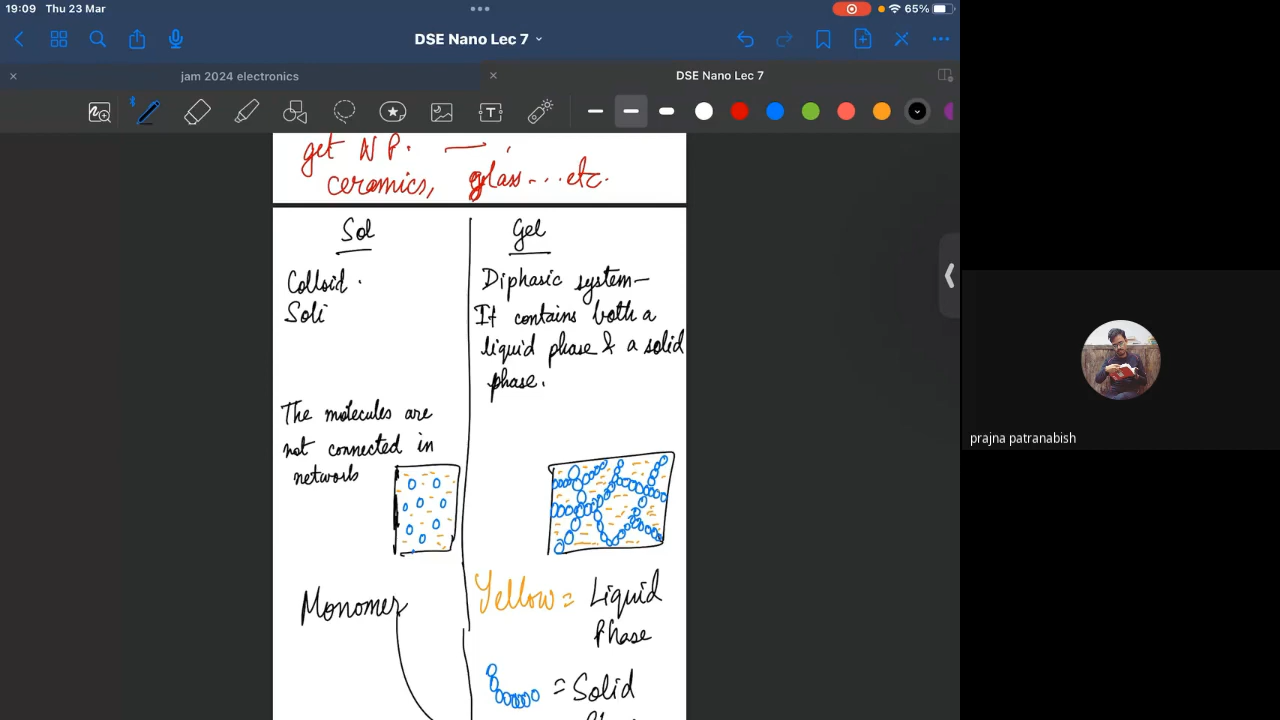 19:09 Thu 23 Mar
65%
DSE Nano Lec 7
jam 2024 electronics
DSE Nano Lec 7
get NP.
ceramics, glass... etc.
Sol
Colloid.
Soli
The molecules are
not connected in
network
Monomer
Gel
Diphasic system—
It contains both a
liquid phase & a solid
phase.
Yellow = Liquid
Phase
= Solid
prajna patranabish